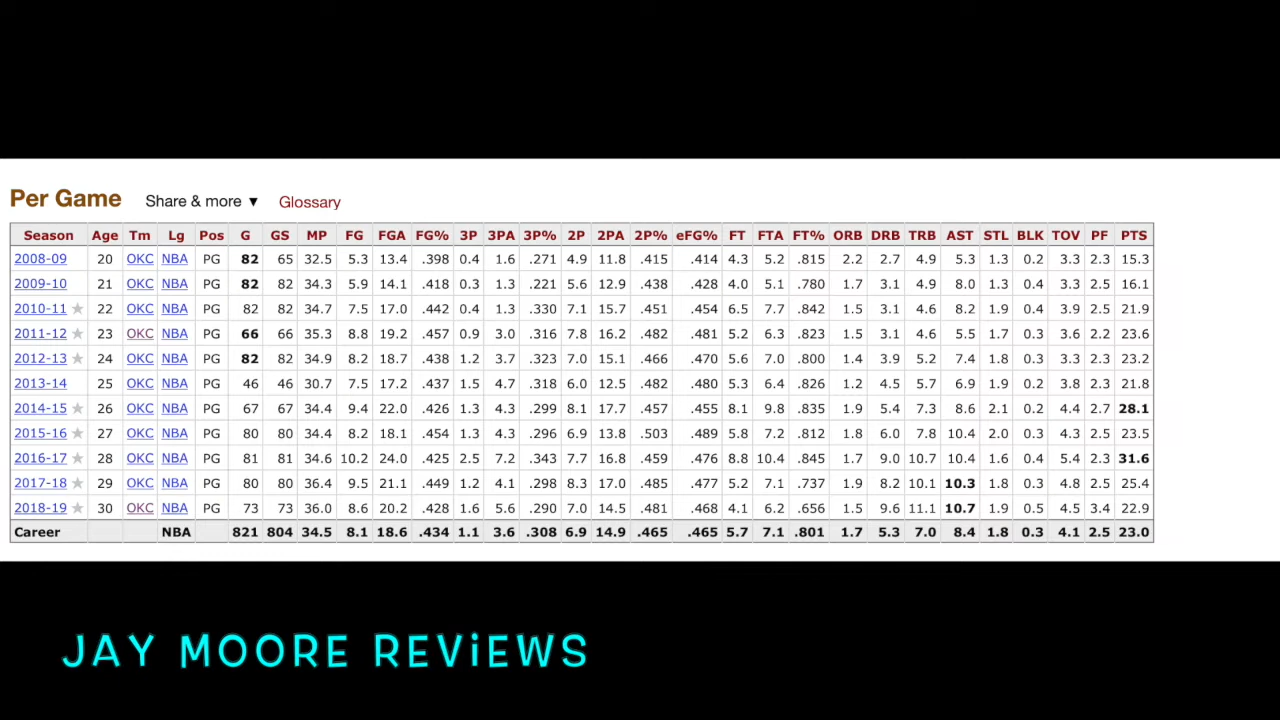 Per Game Share & more ▼ Glossary
Season Age Tm Lg Pos G GS MP FG FGA FG% 3P 3PA 3P% 2P 2PA 2P% eFG% FT FTA FT% ORB DRB TRB AST STL BLK TOV PF PTS
2008-09 20 OKC NBA PG 82 65 32.5 5.3 13.4 .398 0.4 1.6 .271 4.9 11.8 .415 .414 4.3 5.2 .815 2.2 2.7 4.9 5.3 1.3 0.2 3.3 2.3 15.3
2009-10 21 OKC NBA PG 82 82 34.3 5.9 14.1 .418 0.3 1.3 .221 5.6 12.9 .438 .428 4.0 5.1 .780 1.7 3.1 4.9 8.0 1.3 0.4 3.3 2.5 16.1
2010-11 ★ 22 OKC NBA PG 82 82 34.7 7.5 17.0 .442 0.4 1.3 .330 7.1 15.7 .451 .454 6.5 7.7 .842 1.5 3.1 4.6 8.2 1.9 0.4 3.9 2.5 21.9
2011-12 ★ 23 OKC NBA PG 66 66 35.3 8.8 19.2 .457 0.9 3.0 .316 7.8 16.2 .482 .481 5.2 6.3 .823 1.5 3.1 4.6 5.5 1.7 0.3 3.6 2.2 23.6
2012-13 ★ 24 OKC NBA PG 82 82 34.9 8.2 18.7 .438 1.2 3.7 .323 7.0 15.1 .466 .470 5.6 7.0 .800 1.4 3.9 5.2 7.4 1.8 0.3 3.3 2.3 23.2
2013-14 25 OKC NBA PG 46 46 30.7 7.5 17.2 .437 1.5 4.7 .318 6.0 12.5 .482 .480 5.3 6.4 .826 1.2 4.5 5.7 6.9 1.9 0.2 3.8 2.3 21.8
2014-15 ★ 26 OKC NBA PG 67 67 34.4 9.4 22.0 .426 1.3 4.3 .299 8.1 17.7 .457 .455 8.1 9.8 .835 1.9 5.4 7.3 8.6 2.1 0.2 4.4 2.7 28.1
2015-16 ★ 27 OKC NBA PG 80 80 34.4 8.2 18.1 .454 1.3 4.3 .296 6.9 13.8 .503 .489 5.8 7.2 .812 1.8 6.0 7.8 10.4 2.0 0.3 4.3 2.5 23.5
2016-17 ★ 28 OKC NBA PG 81 81 34.6 10.2 24.0 .425 2.5 7.2 .343 7.7 16.8 .459 .476 8.8 10.4 .845 1.7 9.0 10.7 10.4 1.6 0.4 5.4 2.3 31.6
2017-18 ★ 29 OKC NBA PG 80 80 36.4 9.5 21.1 .449 1.2 4.1 .298 8.3 17.0 .485 .477 5.2 7.1 .737 1.9 8.2 10.1 10.3 1.8 0.3 4.8 2.5 25.4
2018-19 ★ 30 OKC NBA PG 73 73 36.0 8.6 20.2 .428 1.6 5.6 .290 7.0 14.5 .481 .468 4.1 6.2 .656 1.5 9.6 11.1 10.7 1.9 0.5 4.5 3.4 22.9
Career NBA 821 804 34.5 8.1 18.6 .434 1.1 3.6 .308 6.9 14.9 .465 .465 5.7 7.1 .801 1.7 5.3 7.0 8.4 1.8 0.3 4.1 2.5 23.0
JAY MOORE REViEWS